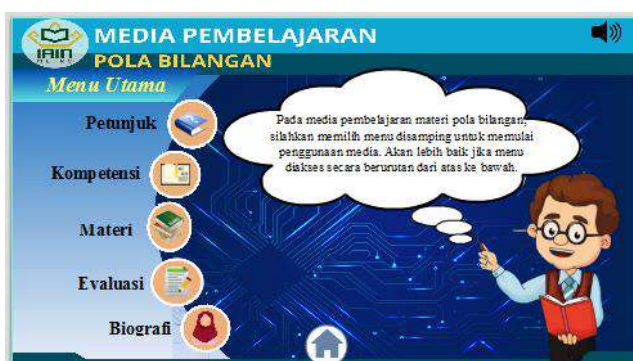 MEDIA PEMBELAJARAN
IAIN
POLA BILANGAN
Menu Utama
Petunjuk
Kompetensi
Materi
Evaluasi
Biografi
Pada media pembelajaran materi pola bilangan,
silahkan memilih menu disamping untuk memulai
penggunaan media. Akan lebih baik jika menu
diakses secara berurutan dari atas ke bawah.